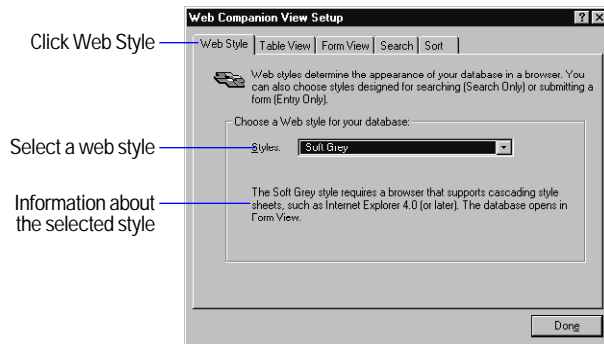 Web Companion View Setup
Click Web Style
Web Style Table View Form View Search Sort
Web styles determine the appearance of your database in a browser. You
can also choose styles designed for searching (Search Only) or submitting a
form (Entry Only).
Choose a Web style for your database:
Select a web style
Styles: Soft Grey
Information about
the selected style
The Soft Grey style requires a browser that supports cascading style
sheets, such as Internet Explorer 4.0 (or later). The database opens in
Form View.
Done